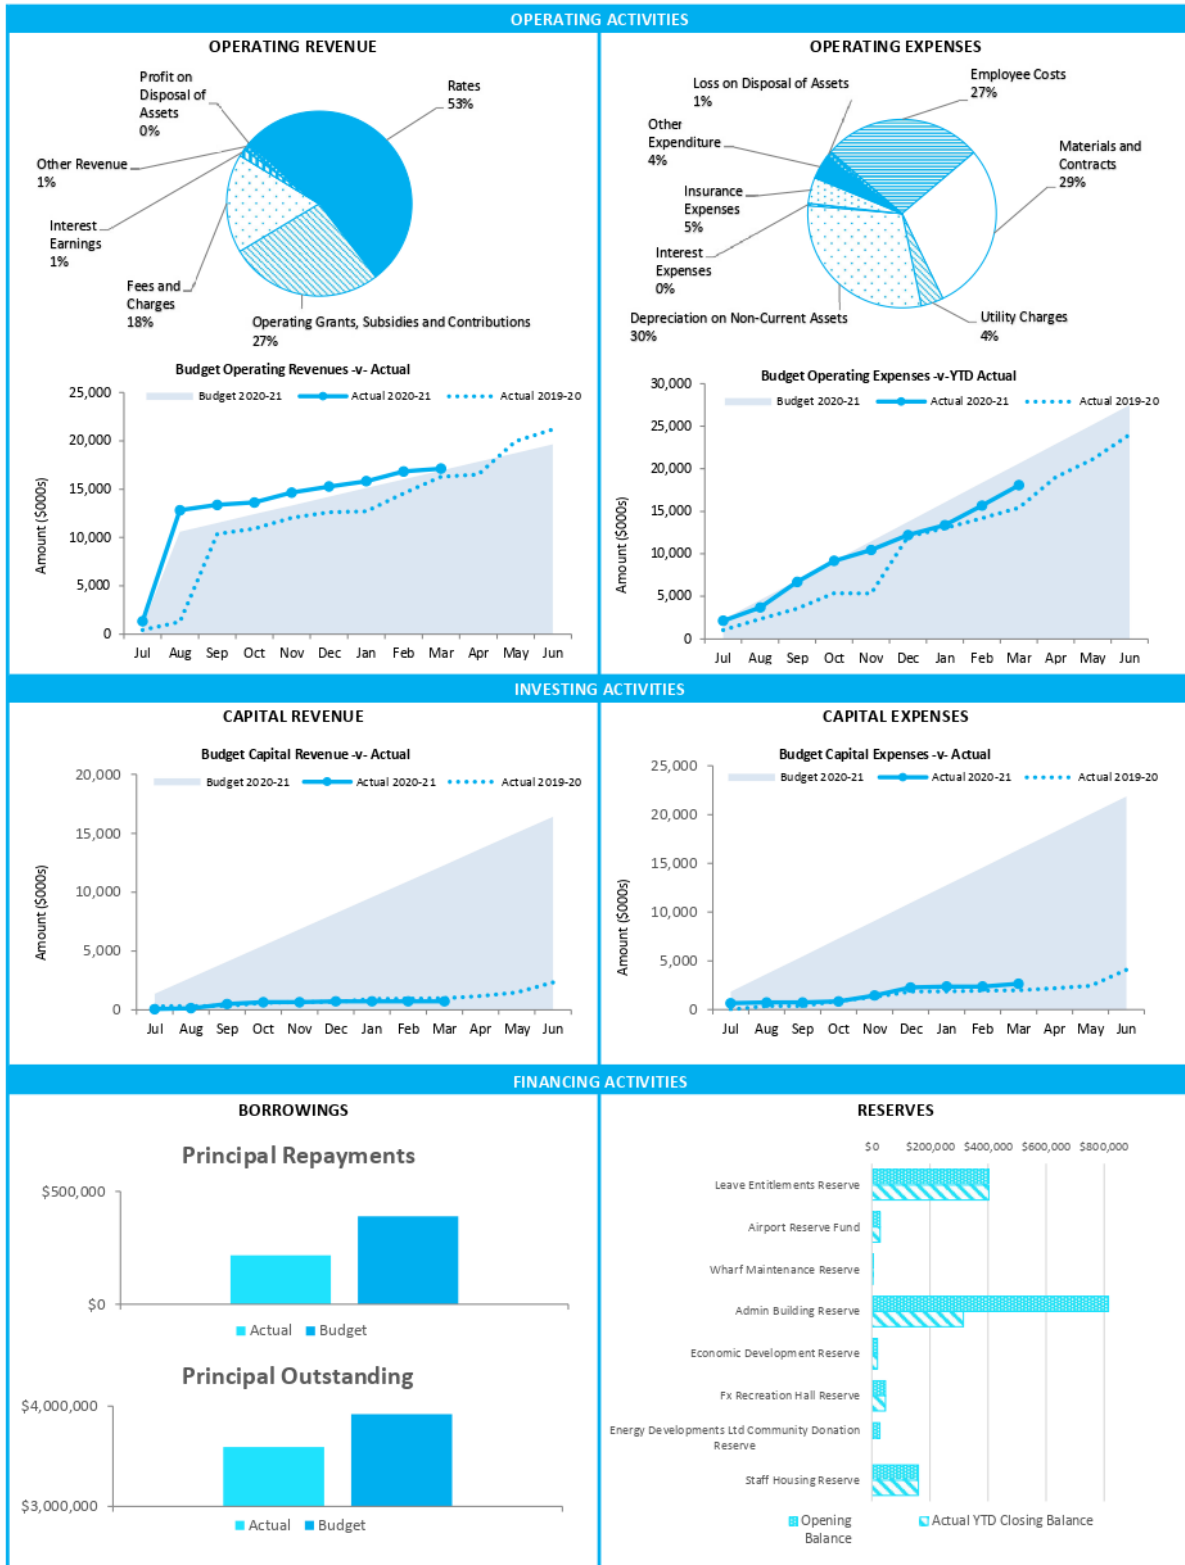 OPERATING ACTIVITIES
OPERATING REVENUE
Profit on
Disposal of
Assets
0%
Rates
53%
Other Revenue
1%
Interest
Earnings
1%
Fees and
Charges
18%
Operating Grants, Subsidies and Contributions
27%
OPERATING EXPENSES
Loss on Disposal of Assets
1%
Employee Costs
27%
Other
Expenditure
4%
Materials and
Contracts
29%
Insurance
Expenses
5%
Interest
Expenses
0%
Depreciation on Non-Current Assets
30%
Utility Charges
4%
Budget Operating Revenues -v- Actual
Budget 2020-21
Actual 2020-21
Actual 2019-20
Amount ($000s)
25,000
20,000
15,000
10,000
5,000
0
Jul Aug Sep Oct Nov Dec Jan Feb Mar Apr May Jun
Budget Operating Expenses -v-YTD Actual
Budget 2020-21
Actual 2020-21
Actual 2019-20
Amount ($000s)
30,000
25,000
20,000
15,000
10,000
5,000
0
Jul Aug Sep Oct Nov Dec Jan Feb Mar Apr May Jun
INVESTING ACTIVITIES
CAPITAL REVENUE
Budget Capital Revenue -v- Actual
Budget 2020-21
Actual 2020-21
Actual 2019-20
Amount ($000s)
20,000
15,000
10,000
5,000
0
Jul Aug Sep Oct Nov Dec Jan Feb Mar Apr May Jun
CAPITAL EXPENSES
Budget Capital Expenses -v- Actual
Budget 2020-21
Actual 2020-21
Actual 2019-20
Amount ($000s)
25,000
20,000
15,000
10,000
5,000
0
Jul Aug Sep Oct Nov Dec Jan Feb Mar Apr May Jun
FINANCING ACTIVITIES
BORROWINGS
Principal Repayments
$500,000
$0
Actual
Budget
Principal Outstanding
$4,000,000
$3,000,000
Actual
Budget
RESERVES
$0 $200,000 $400,000 $600,000 $800,000
Leave Entitlements Reserve
Airport Reserve Fund
Wharf Maintenance Reserve
Admin Building Reserve
Economic Development Reserve
Fx Recreation Hall Reserve
Energy Developments Ltd Community Donation
Reserve
Staff Housing Reserve
Opening
Balance
Actual YTD Closing Balance